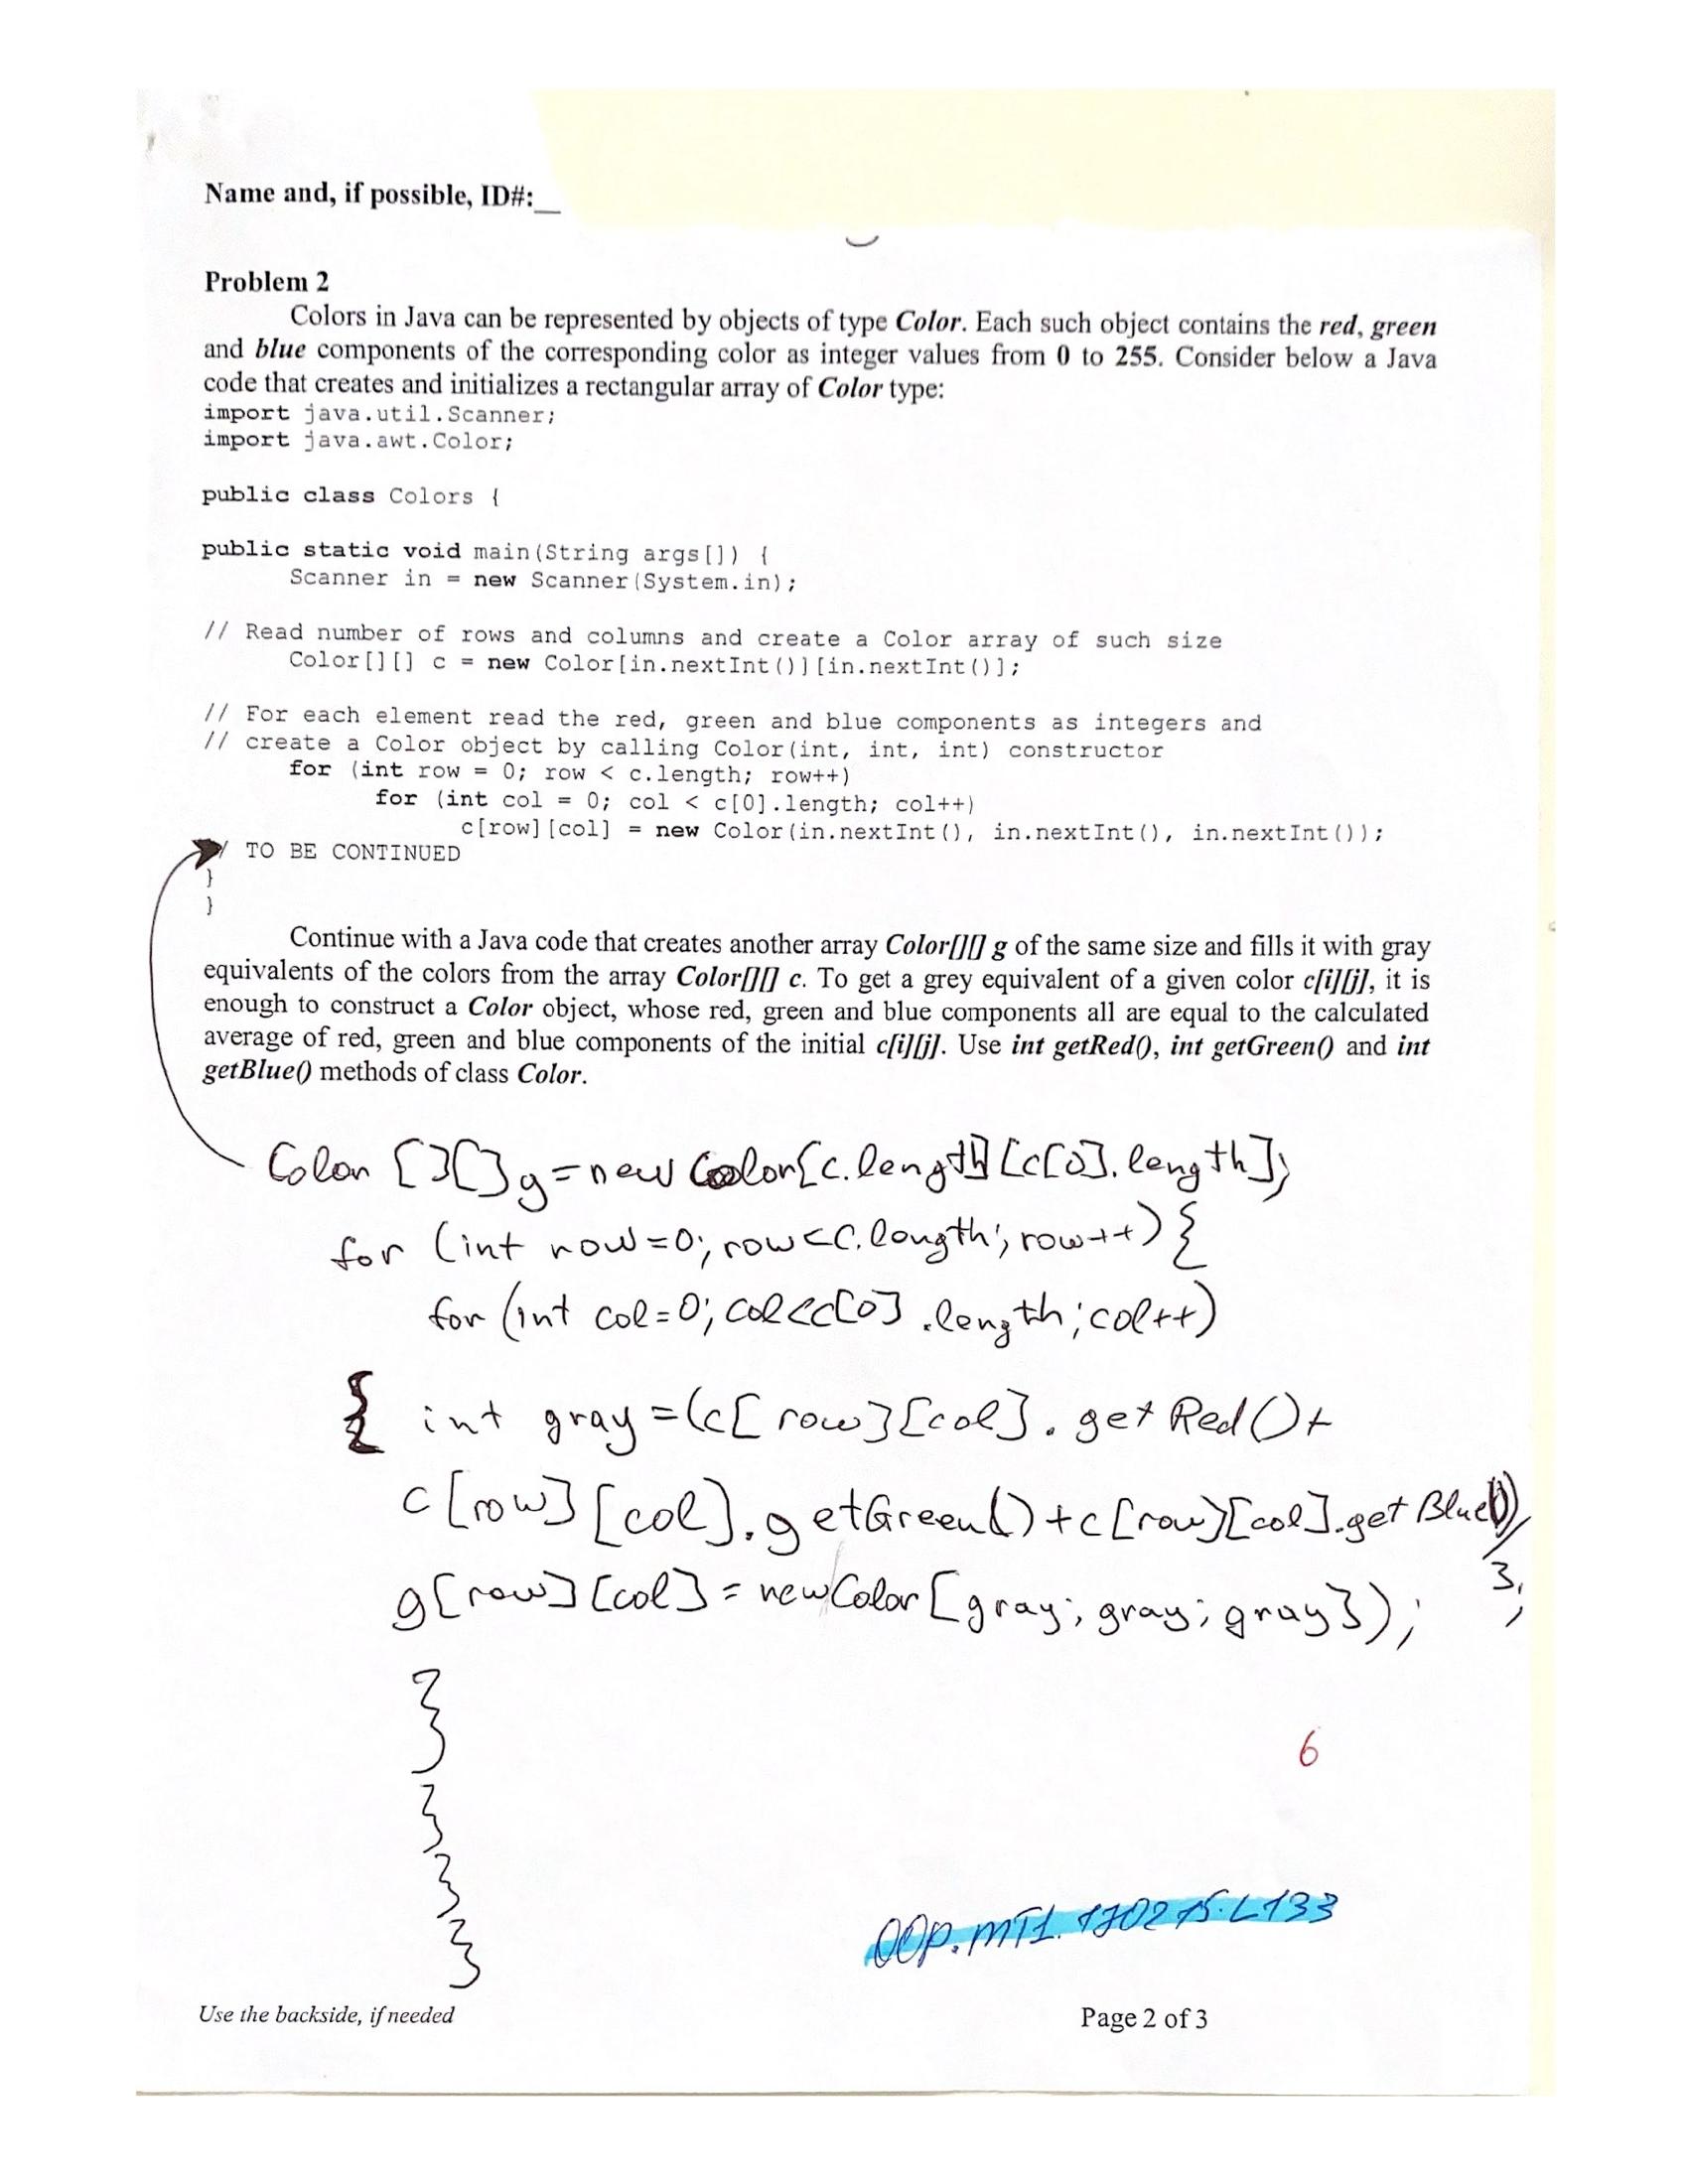 Name and, if possible, ID#:__
Problem 2
Colors in Java can be represented by objects of type Color. Each such object contains the red, green
and blue components of the corresponding color as integer values from 0 to 255. Consider below a Java
code that creates and initializes a rectangular array of Color type:
import java.util.Scanner;
import java.awt.Color;
public class Colors {
public static void main(String args[]) {
Scanner in = new Scanner(System.in);
// Read number of rows and columns and create a Color array of such size
Color[][] c = new Color[in.nextInt()][in.nextInt()];
// For each element read the red, green and blue components as integers and
// create a Color object by calling Color(int, int, int) constructor
for (int row = 0; row < c.length; row++)
for (int col = 0; col < c[0].length; col++)
c[row][col] = new Color(in.nextInt(), in.nextInt(), in.nextInt());
/ TO BE CONTINUED
}
}
Continue with a Java code that creates another array Color[][] g of the same size and fills it with gray
equivalents of the colors from the array Color[][] c. To get a grey equivalent of a given color c[i][j], it is
enough to construct a Color object, whose red, green and blue components all are equal to the calculated
average of red, green and blue components of the initial c[i][j]. Use int getRed(), int getGreen() and int
getBlue() methods of class Color.
Color [][]g=new Color[c.length][c[0].length];
for (int row=0; row<c.length; row++) {
for (int col=0; col<c[0].length; col++)
{ int gray=(c[row][col].getRed()+
c[row][col].getGreen()+c[row][col].getBlue())/
3;
g[row][col]=newColor[gray; gray; gray});
}
}
}
}
6
OOP.MT1.170215.L133
Use the backside, if needed
Page 2 of 3